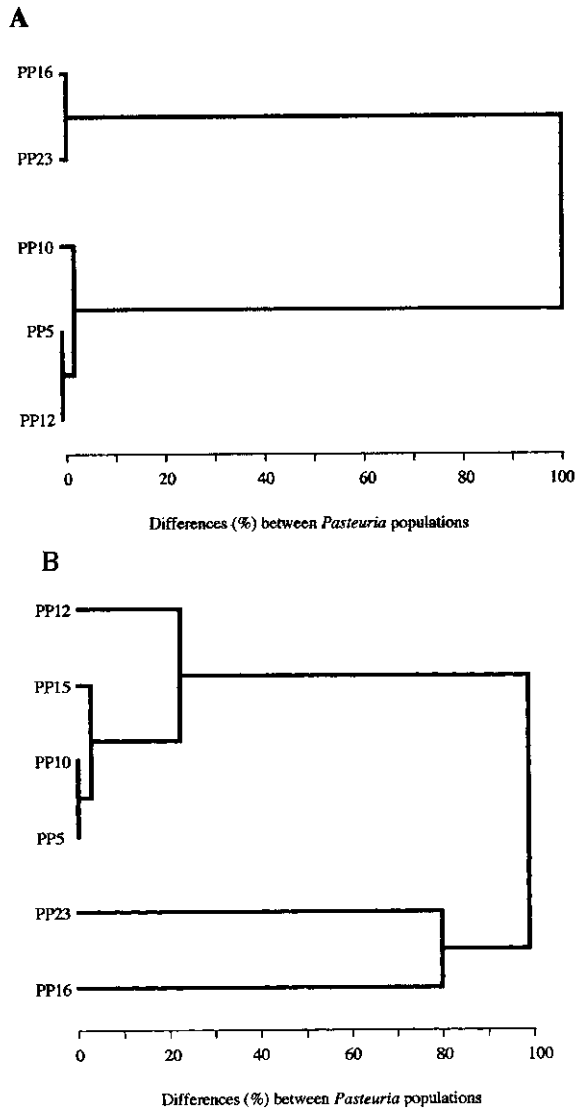 A
PP16
PP23
PP10
PP5
PP12
0 20 40 60 80 100
Differences (%) between Pasteuria populations
B
PP12
PP15
PP10
PP5
PP23
PP16
0 20 40 60 80 100
Differences (%) between Pasteuria populations